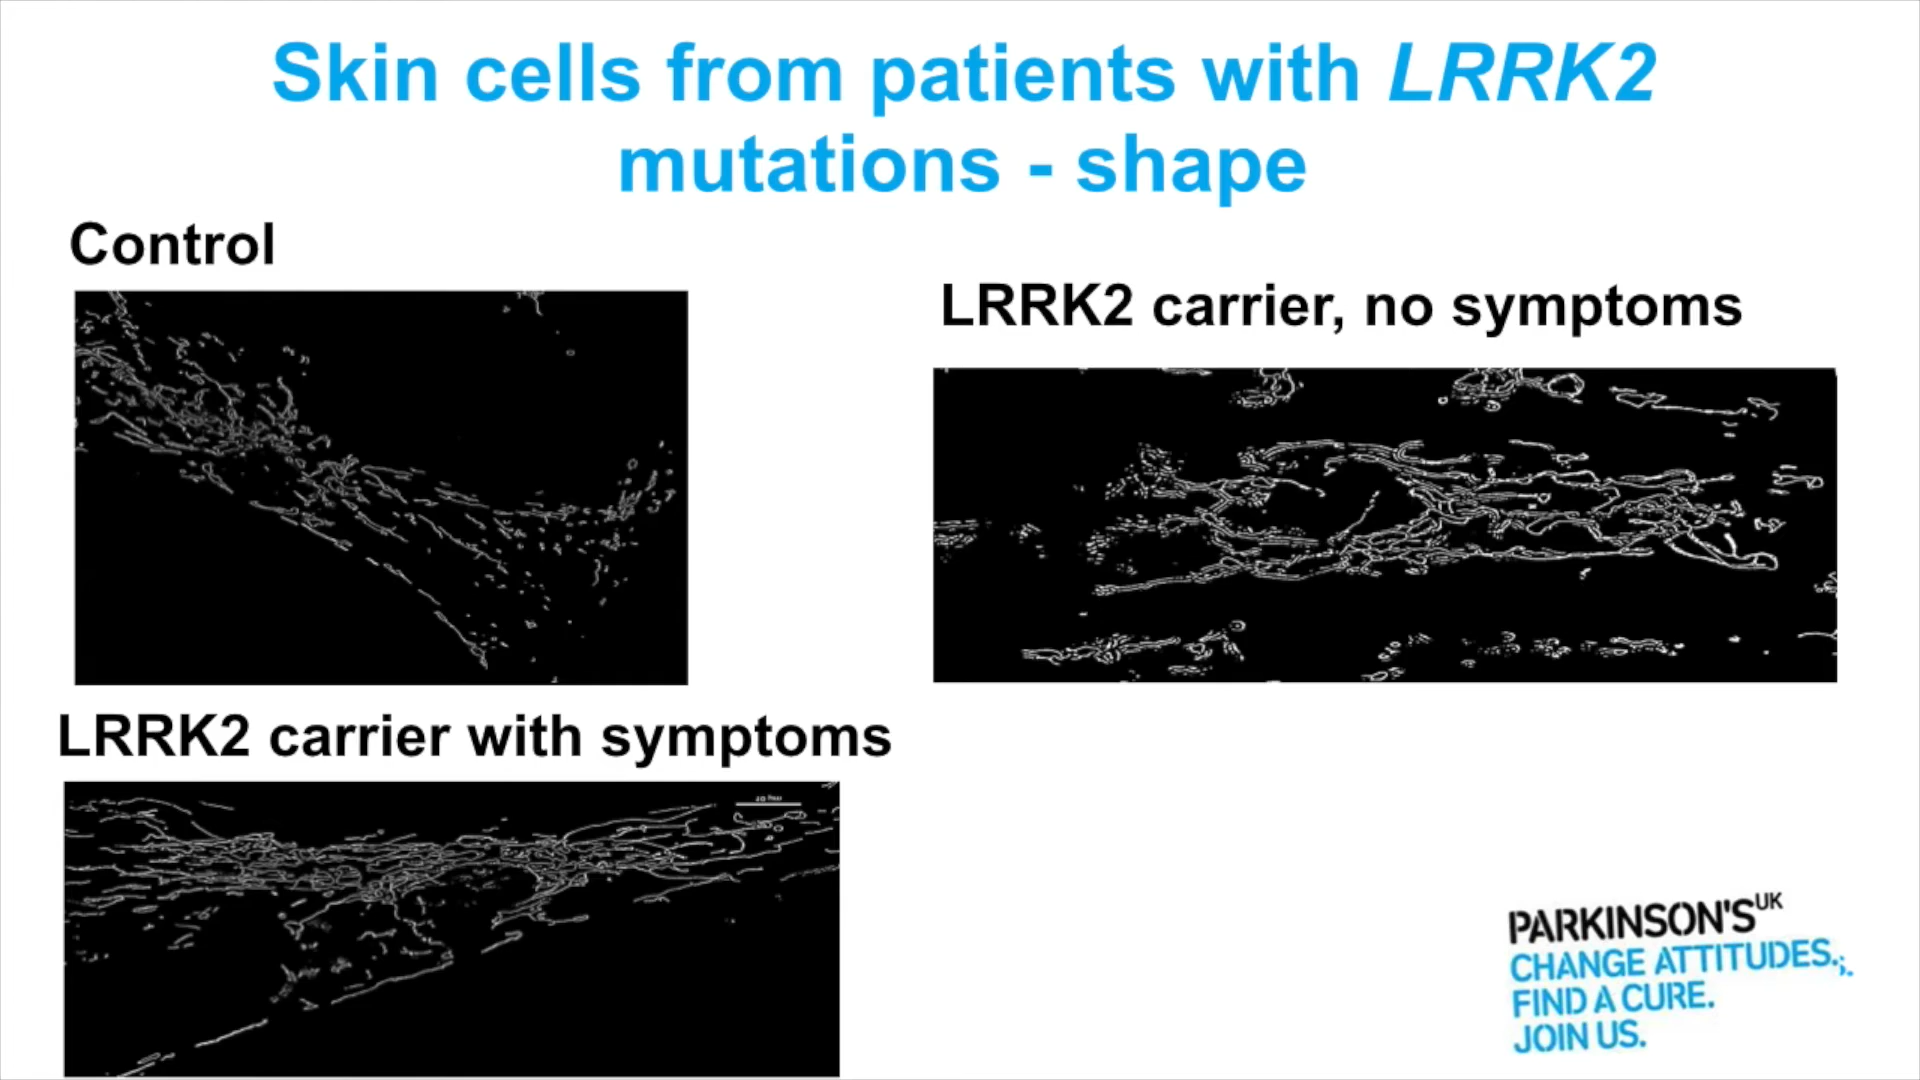 Skin cells from patients with LRRK2
mutations - shape
Control
LRRK2 carrier, no symptoms
LRRK2 carrier with symptoms
PARKINSON'S UK
CHANGE ATTITUDES.
FIND A CURE.
JOIN US.